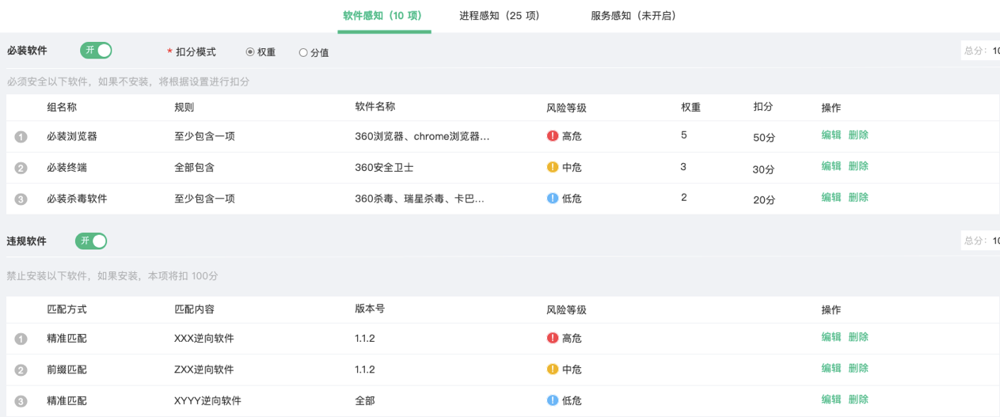 软件感知（10 项） 进程感知（25 项） 服务感知（未开启）
必装软件 开 * 扣分模式 权重 分值 总分：
必须安全以下软件，如果不安装，将根据设置进行扣分
组名称 规则 软件名称 风险等级 权重 扣分 操作
1 必装浏览器 至少包含一项 360浏览器、chrome浏览器... 高危 5 50分 编辑 删除
2 必装终端 全部包含 360安全卫士 中危 3 30分 编辑 删除
3 必装杀毒软件 至少包含一项 360杀毒、瑞星杀毒、卡巴... 低危 2 20分 编辑 删除
违规软件 开 总分：
禁止安装以下软件，如果安装，本项将扣 100分
匹配方式 匹配内容 版本号 风险等级 操作
1 精准匹配 XXX逆向软件 1.1.2 高危 编辑 删除
2 前缀匹配 ZXX逆向软件 1.1.2 中危 编辑 删除
3 精准匹配 XYYY逆向软件 全部 低危 编辑 删除